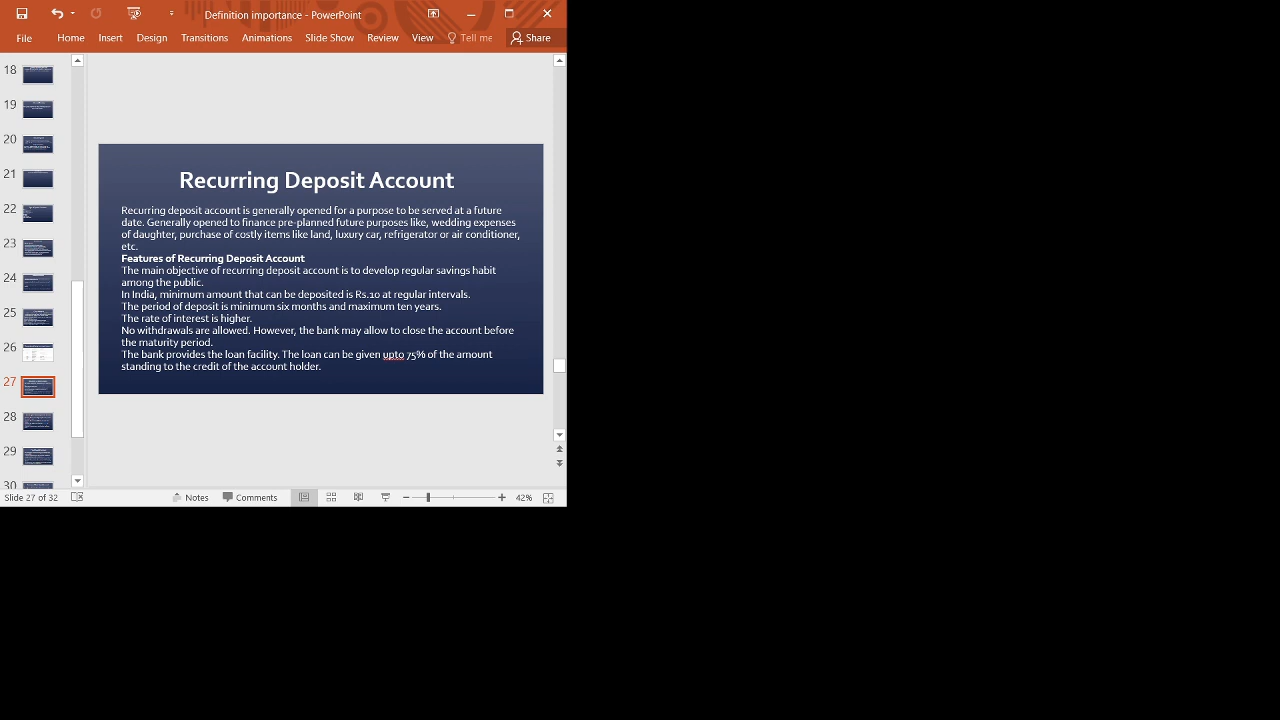 Definition importance - PowerPoint
File Home Insert Design Transitions Animations Slide Show Review View Tell me Share
18
19
20
21
22
23
24
25
26
27
28
29
30
Recurring Deposit Account
Recurring deposit account is generally opened for a purpose to be served at a future
date. Generally opened to finance pre-planned future purposes like, wedding expenses
of daughter, purchase of costly items like land, luxury car, refrigerator or air conditioner,
etc.
Features of Recurring Deposit Account
The main objective of recurring deposit account is to develop regular savings habit
among the public.
In India, minimum amount that can be deposited is Rs.10 at regular intervals.
The period of deposit is minimum six months and maximum ten years.
The rate of interest is higher.
No withdrawals are allowed. However, the bank may allow to close the account before
the maturity period.
The bank provides the loan facility. The loan can be given upto 75% of the amount
standing to the credit of the account holder.
Slide 27 of 32 Notes Comments 42%